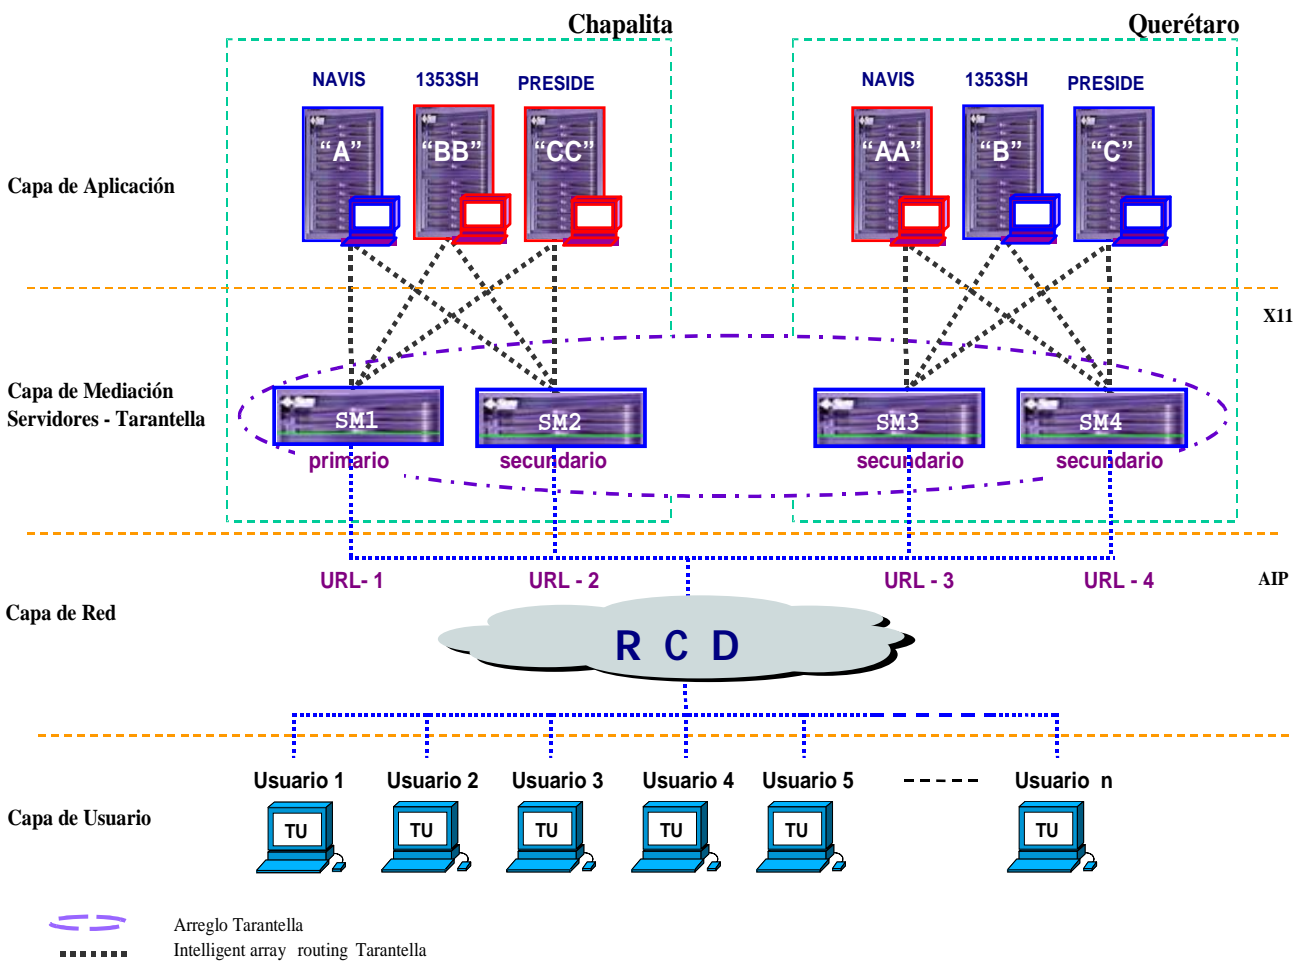 Chapalita
Querétaro
NAVIS
1353SH
PRESIDE
NAVIS
1353SH
PRESIDE
“A”
“BB”
“CC”
“AA”
“B”
“C”
Capa de Aplicación
X11
Capa de Mediación
Servidores - Tarantella
SM1
SM2
SM3
SM4
primario
secundario
secundario
secundario
URL- 1
URL - 2
URL - 3
URL - 4
AIP
Capa de Red
R C D
Usuario 1
Usuario 2
Usuario 3
Usuario 4
Usuario 5
Usuario n
Capa de Usuario
TU
TU
TU
TU
TU
TU
Arreglo Tarantella
Intelligent array routing Tarantella